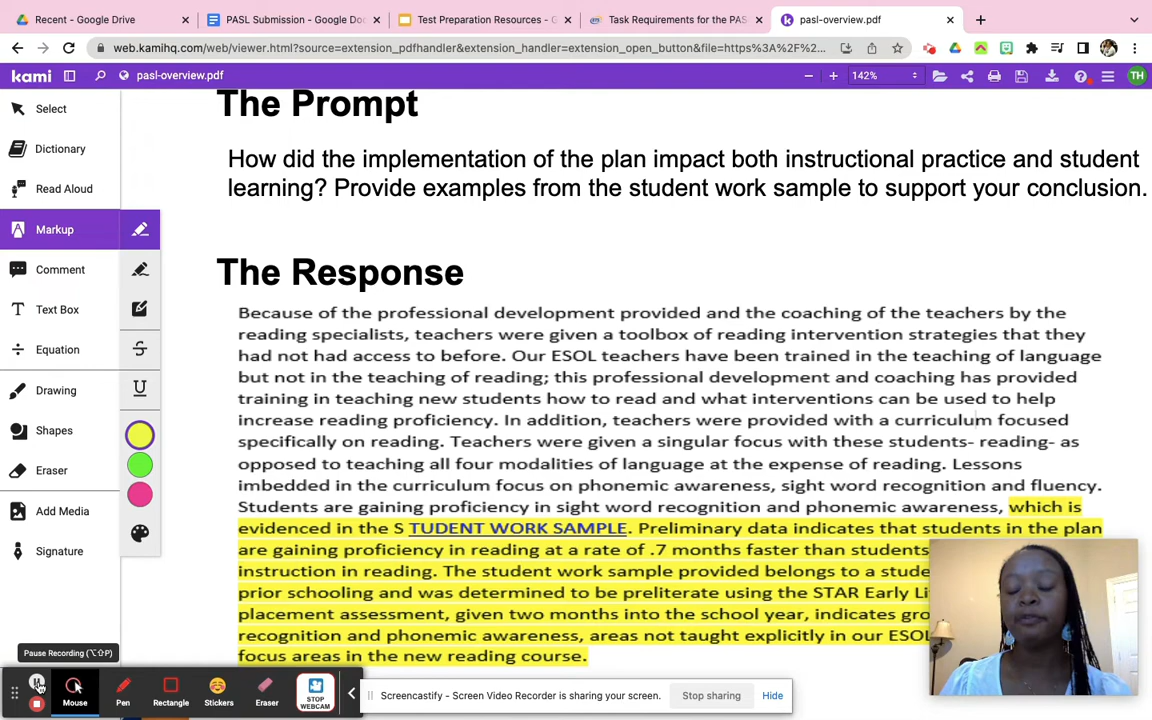 Recent - Google Drive
PASL Submission - Google Doc
Test Preparation Resources - G
Task Requirements for the PAS
pasl-overview.pdf
web.kamihq.com/web/viewer.html?source=extension_pdfhandler&extension_handler=extension_open_button&file=https%3A%2F%2...
kami
pasl-overview.pdf
142%
TH
Select
Dictionary
Read Aloud
Markup
Comment
Text Box
Equation
Drawing
Shapes
Eraser
Add Media
Signature
The Prompt
How did the implementation of the plan impact both instructional practice and student
learning? Provide examples from the student work sample to support your conclusion.
The Response
Because of the professional development provided and the coaching of the teachers by the
reading specialists, teachers were given a toolbox of reading intervention strategies that they
had not had access to before. Our ESOL teachers have been trained in the teaching of language
but not in the teaching of reading; this professional development and coaching has provided
training in teaching new students how to read and what interventions can be used to help
increase reading proficiency. In addition, teachers were provided with a curriculum focused
specifically on reading. Teachers were given a singular focus with these students- reading- as
opposed to teaching all four modalities of language at the expense of reading. Lessons
imbedded in the curriculum focus on phonemic awareness, sight word recognition and fluency.
Students are gaining proficiency in sight word recognition and phonemic awareness, which is
evidenced in the S TUDENT WORK SAMPLE. Preliminary data indicates that students in the plan
are gaining proficiency in reading at a rate of .7 months faster than students
instruction in reading. The student work sample provided belongs to a stude
prior schooling and was determined to be preliterate using the STAR Early Li
placement assessment, given two months into the school year, indicates gro
recognition and phonemic awareness, areas not taught explicitly in our ESOL
focus areas in the new reading course.
Pause Recording (⌥⇧P)
Mouse
Pen
Rectangle
Stickers
Eraser
STOP
WEBCAM
Screencastify - Screen Video Recorder is sharing your screen.
Stop sharing
Hide